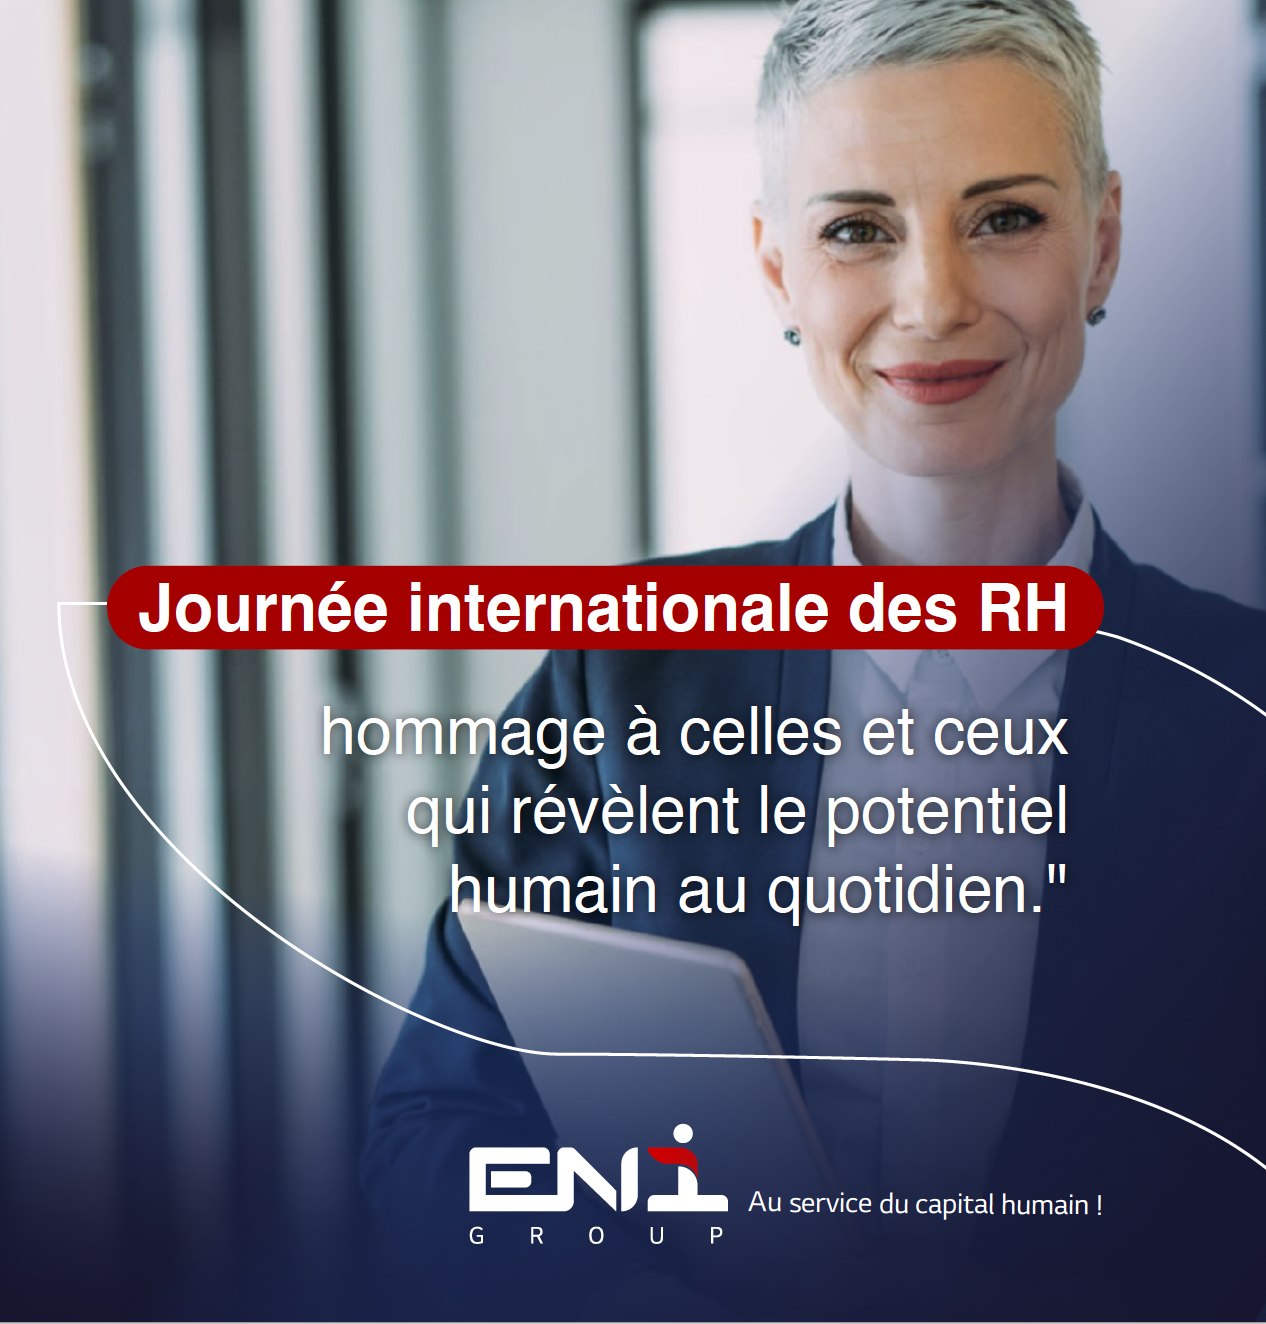 Journée internationale des RH
hommage à celles et ceux
qui révèlent le potentiel
humain au quotidien."
ENI
GROUP
Au service du capital humain !